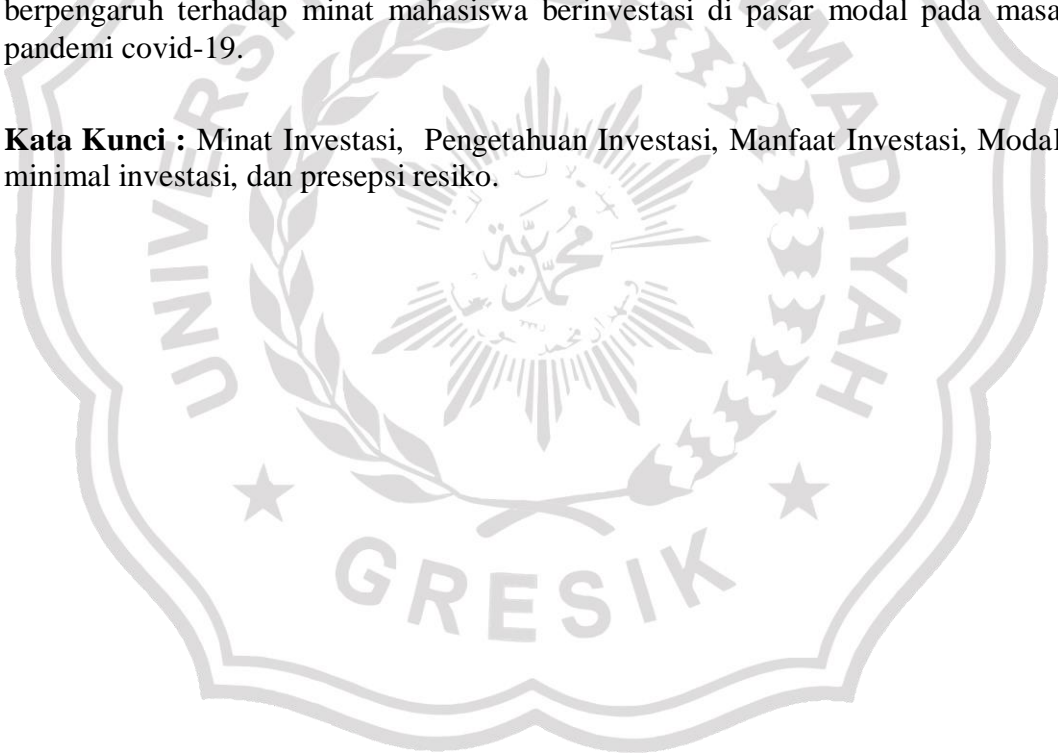 berpengaruh terhadap minat mahasiswa berinvestasi di pasar modal pada masa
pandemi covid-19.
Kata Kunci : Minat Investasi, Pengetahuan Investasi, Manfaat Investasi, Modal
minimal investasi, dan presepsi resiko.
GRESIK